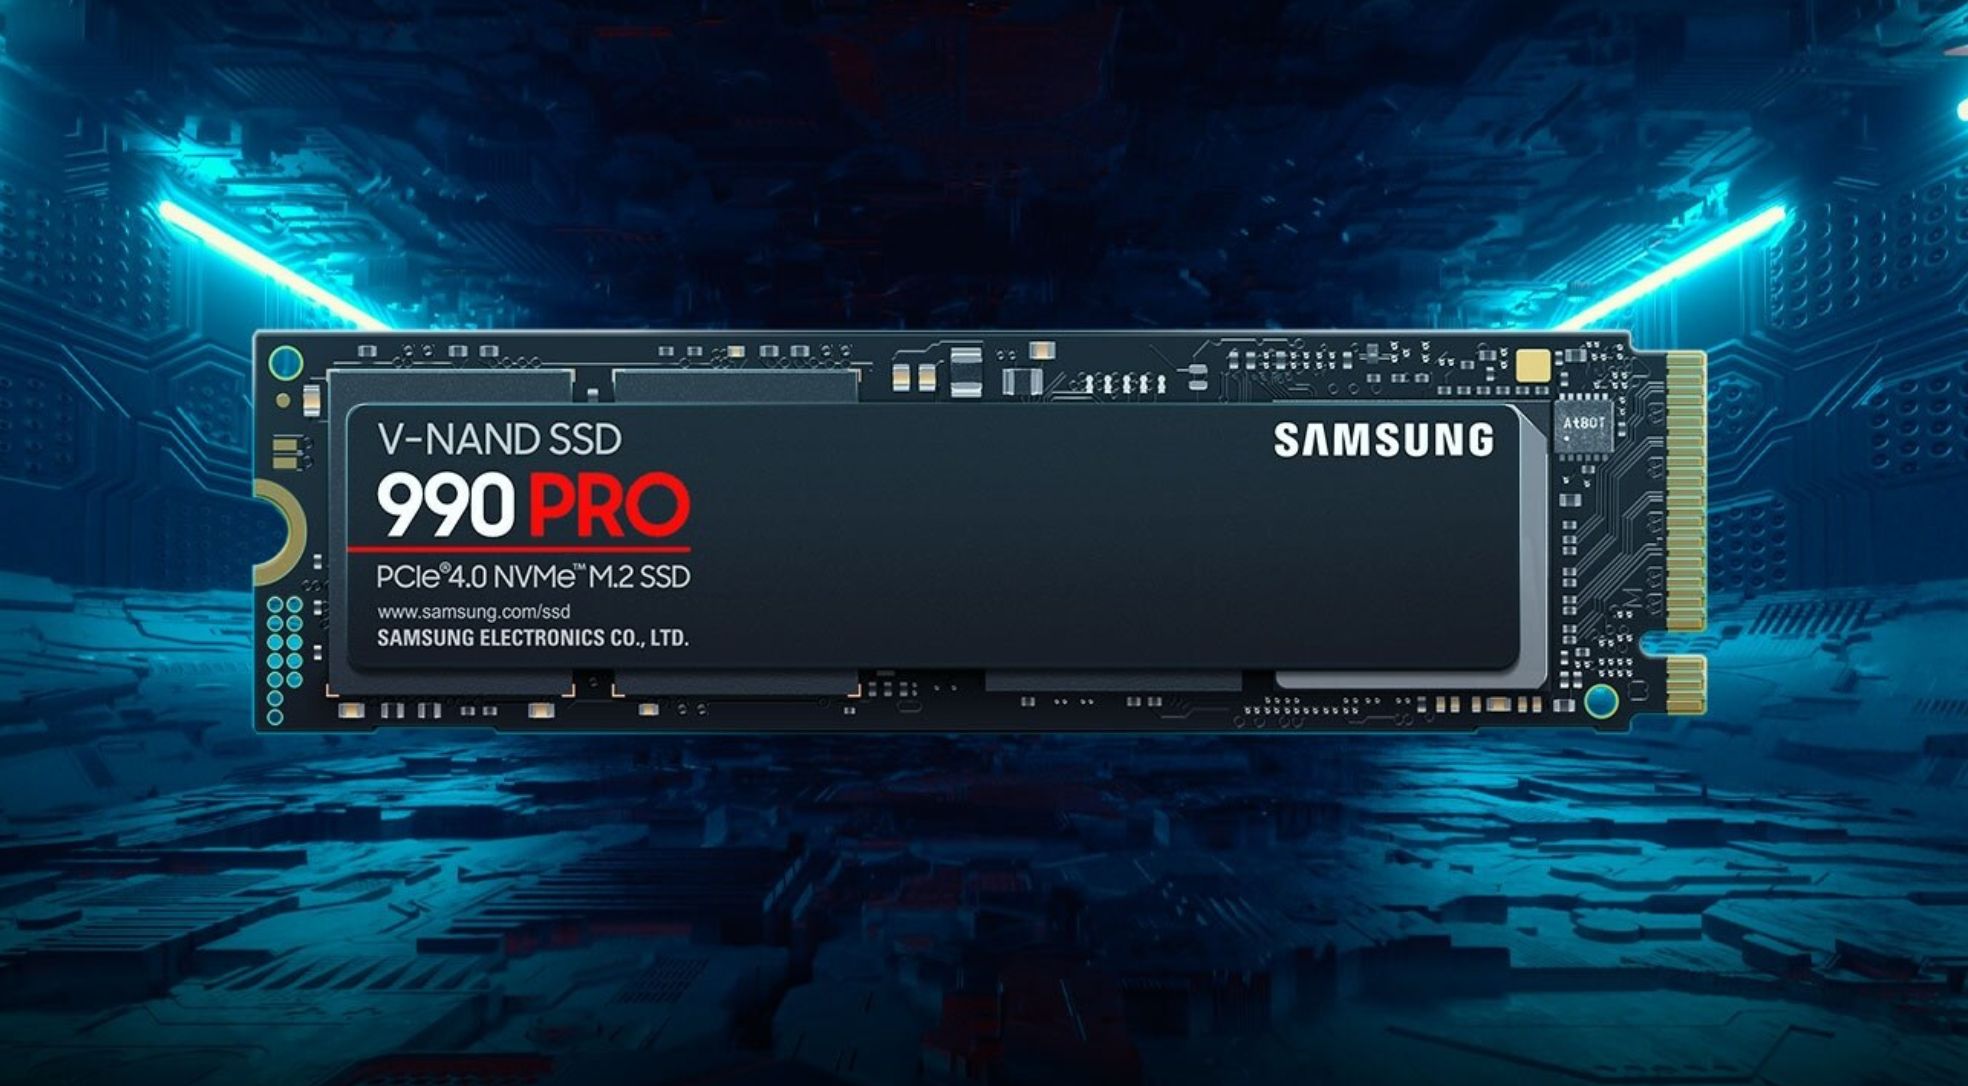 V-NAND SSD
SAMSUNG
At80T
990 PRO
PCIe®4.0 NVMe™ M.2 SSD
www.samsung.com/ssd
SAMSUNG ELECTRONICS CO., LTD.
M